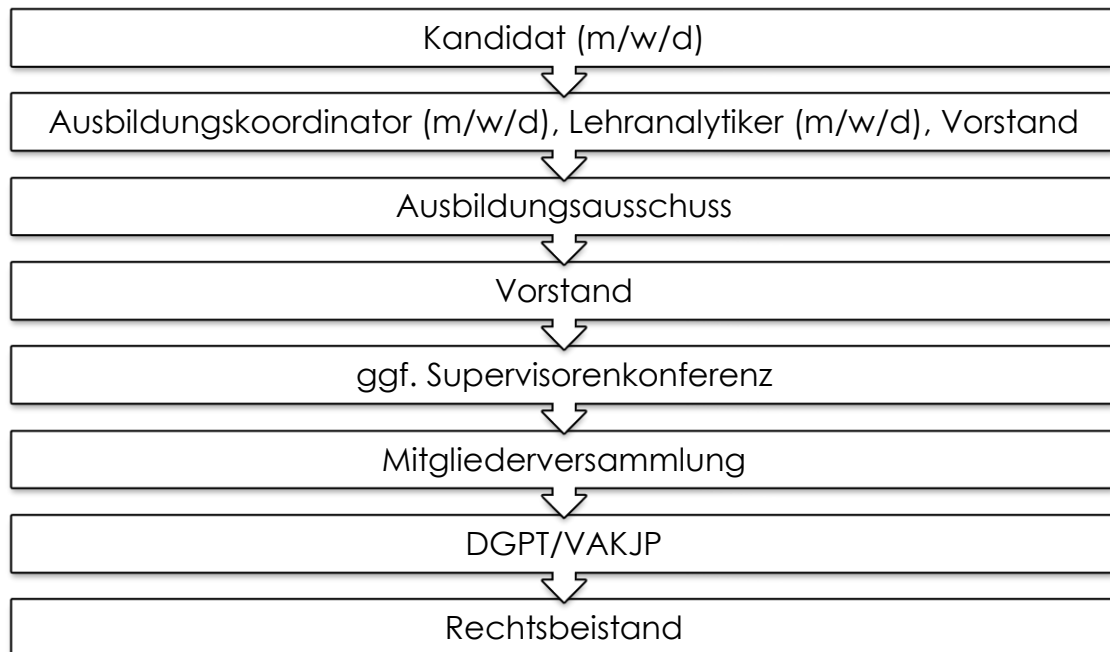 Kandidat (m/w/d)
Ausbildungskoordinator (m/w/d), Lehranalytiker (m/w/d), Vorstand
Ausbildungsausschuss
Vorstand
ggf. Supervisorenkonferenz
Mitgliederversammlung
DGPT/VAKJP
Rechtsbeistand